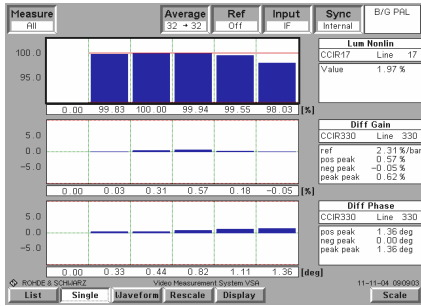 Measure
All
Average
32 → 32
Ref
Off
Input
IF
Sync
Internal
B/G PAL
100.0
95.0
0.00 99.83 100.00 99.94 99.55 98.03 [%]
Lum Nonlin
CCIR17 Line 17
Value 1.97 %
5.0
0.0
-5.0
0.00 0.03 0.31 0.57 0.18 -0.05 [%]
Diff Gain
CCIR330 Line 330
ref 2.31 %/bar
pos peak 0.57 %
neg peak -0.05 %
peak peak 0.62 %
5.0
0.0
-5.0
0.00 0.33 0.44 0.82 1.11 1.36 [deg]
Diff Phase
CCIR330 Line 330
pos peak 1.36 deg
neg peak 0.00 deg
peak peak 1.36 deg
ROHDE & SCHWARZ Video Measurement System VSA 11-11-04 090903
List Single Waveform Rescale Display Scale